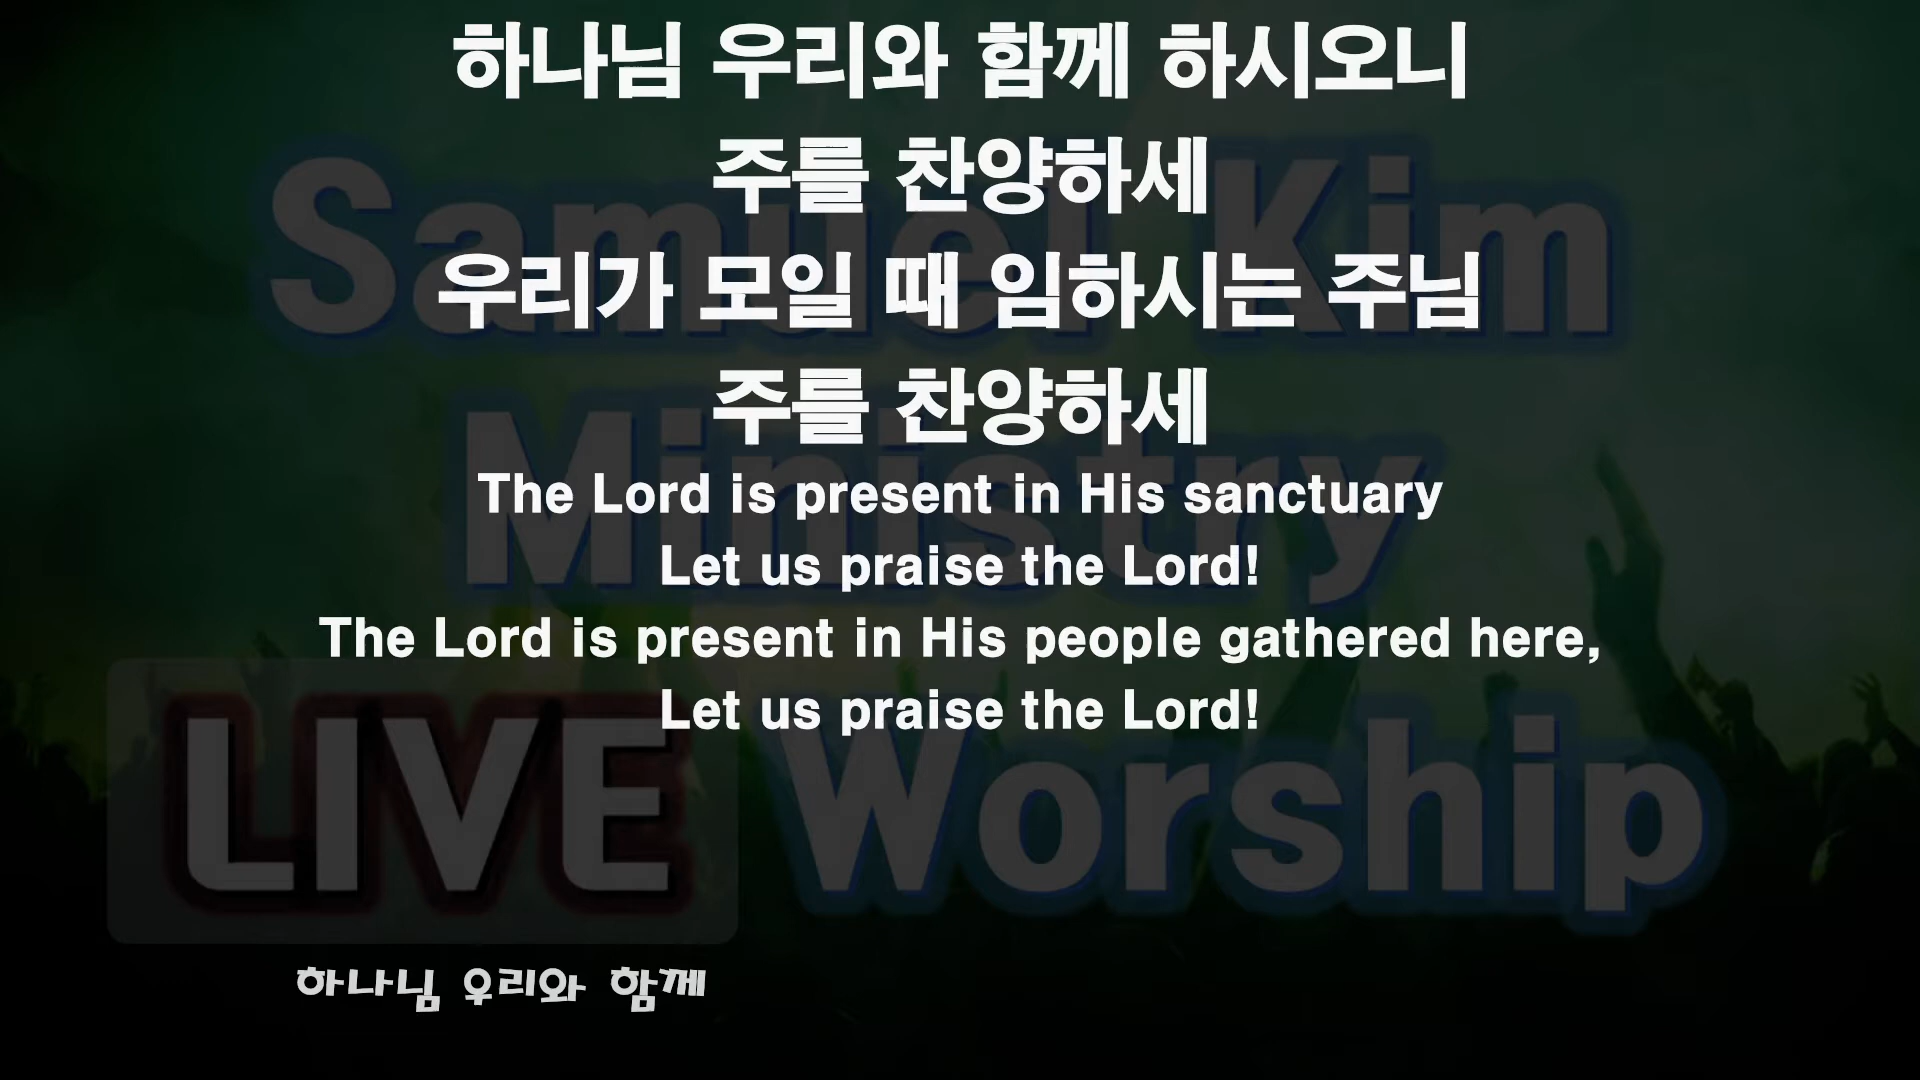 하나님 우리와 함께 하시오니
주를 찬양하세
우리가 모일 때 임하시는 주님
주를 찬양하세
The Lord is present in His sanctuary
Let us praise the Lord!
The Lord is present in His people gathered here,
Let us praise the Lord!
Samuel Kim
Ministry
LIVE Worship
하나님 우리와 함께